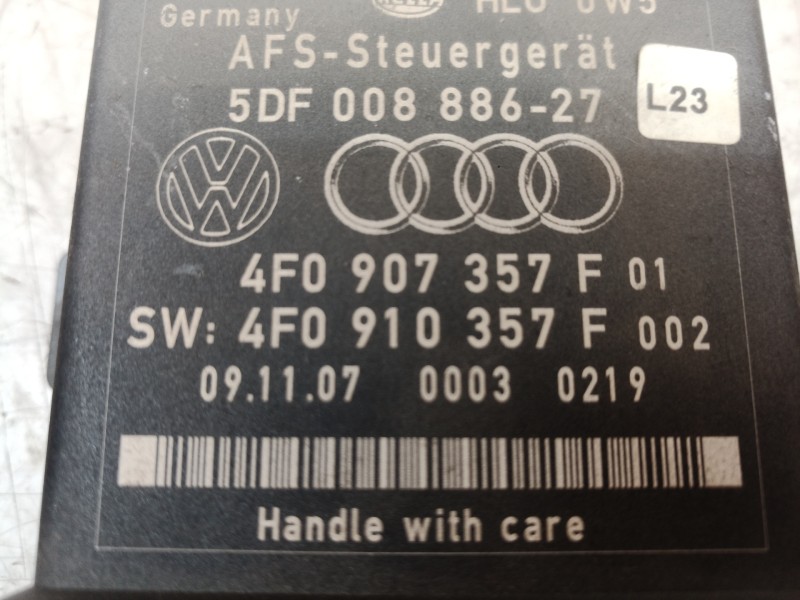 Germany
AFS-Steuergerät
5DF 008 886-27
L23
4F0 907 357 F 01
SW: 4F0 910 357 F 002
09.11.07 0003 0219
Handle with care